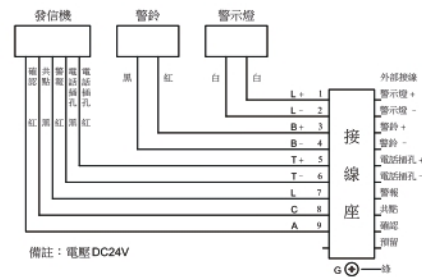 發信機 警鈴 警示燈
確認 共點 警報 電話插孔 電話插孔
紅 黑 紅 黑 紅
黑 紅
白 白
外部接線
L+ 1 警示燈+
L- 2 警示燈-
B+ 3 警鈴+
B- 4 警鈴-
T+ 5 電話插孔+
T- 6 電話插孔-
L 7 警報
C 8 共點
A 9 確認
預留
接線座
G 綠
備註：電壓DC24V